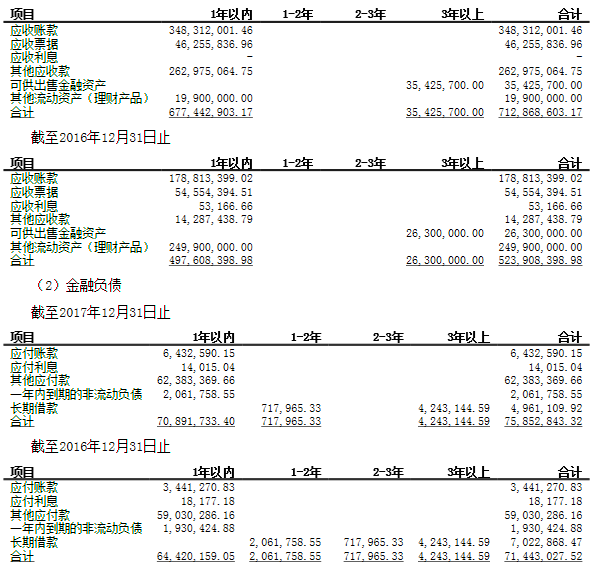 项目 1年以内 1-2年 2-3年 3年以上 合计
应收账款 348,312,001.46 348,312,001.46
应收票据 46,255,836.96 46,255,836.96
应收利息 - -
其他应收款 262,975,064.75 262,975,064.75
可供出售金融资产 35,425,700.00 35,425,700.00
其他流动资产（理财产品） 19,900,000.00 19,900,000.00
合计 677,442,903.17 35,425,700.00 712,868,603.17
截至2016年12月31日止
项目 1年以内 1-2年 2-3年 3年以上 合计
应收账款 178,813,399.02 178,813,399.02
应收票据 54,554,394.51 54,554,394.51
应收利息 53,166.66 53,166.66
其他应收款 14,287,438.79 14,287,438.79
可供出售金融资产 26,300,000.00 26,300,000.00
其他流动资产（理财产品） 249,900,000.00 249,900,000.00
合计 497,608,398.98 26,300,000.00 523,908,398.98
（2）金融负债
截至2017年12月31日止
项目 1年以内 1-2年 2-3年 3年以上 合计
应付账款 6,432,590.15 6,432,590.15
应付利息 14,015.04 14,015.04
其他应付款 62,383,369.66 62,383,369.66
一年内到期的非流动负债 2,061,758.55 2,061,758.55
长期借款 717,965.33 4,243,144.59 4,961,109.92
合计 70,891,733.40 717,965.33 4,243,144.59 75,852,843.32
截至2016年12月31日止
项目 1年以内 1-2年 2-3年 3年以上 合计
应付账款 3,441,270.83 3,441,270.83
应付利息 18,177.18 18,177.18
其他应付款 59,030,286.16 59,030,286.16
一年内到期的非流动负债 1,930,424.88 1,930,424.88
长期借款 2,061,758.55 717,965.33 4,243,144.59 7,022,868.47
合计 64,420,159.05 2,061,758.55 717,965.33 4,243,144.59 71,443,027.52